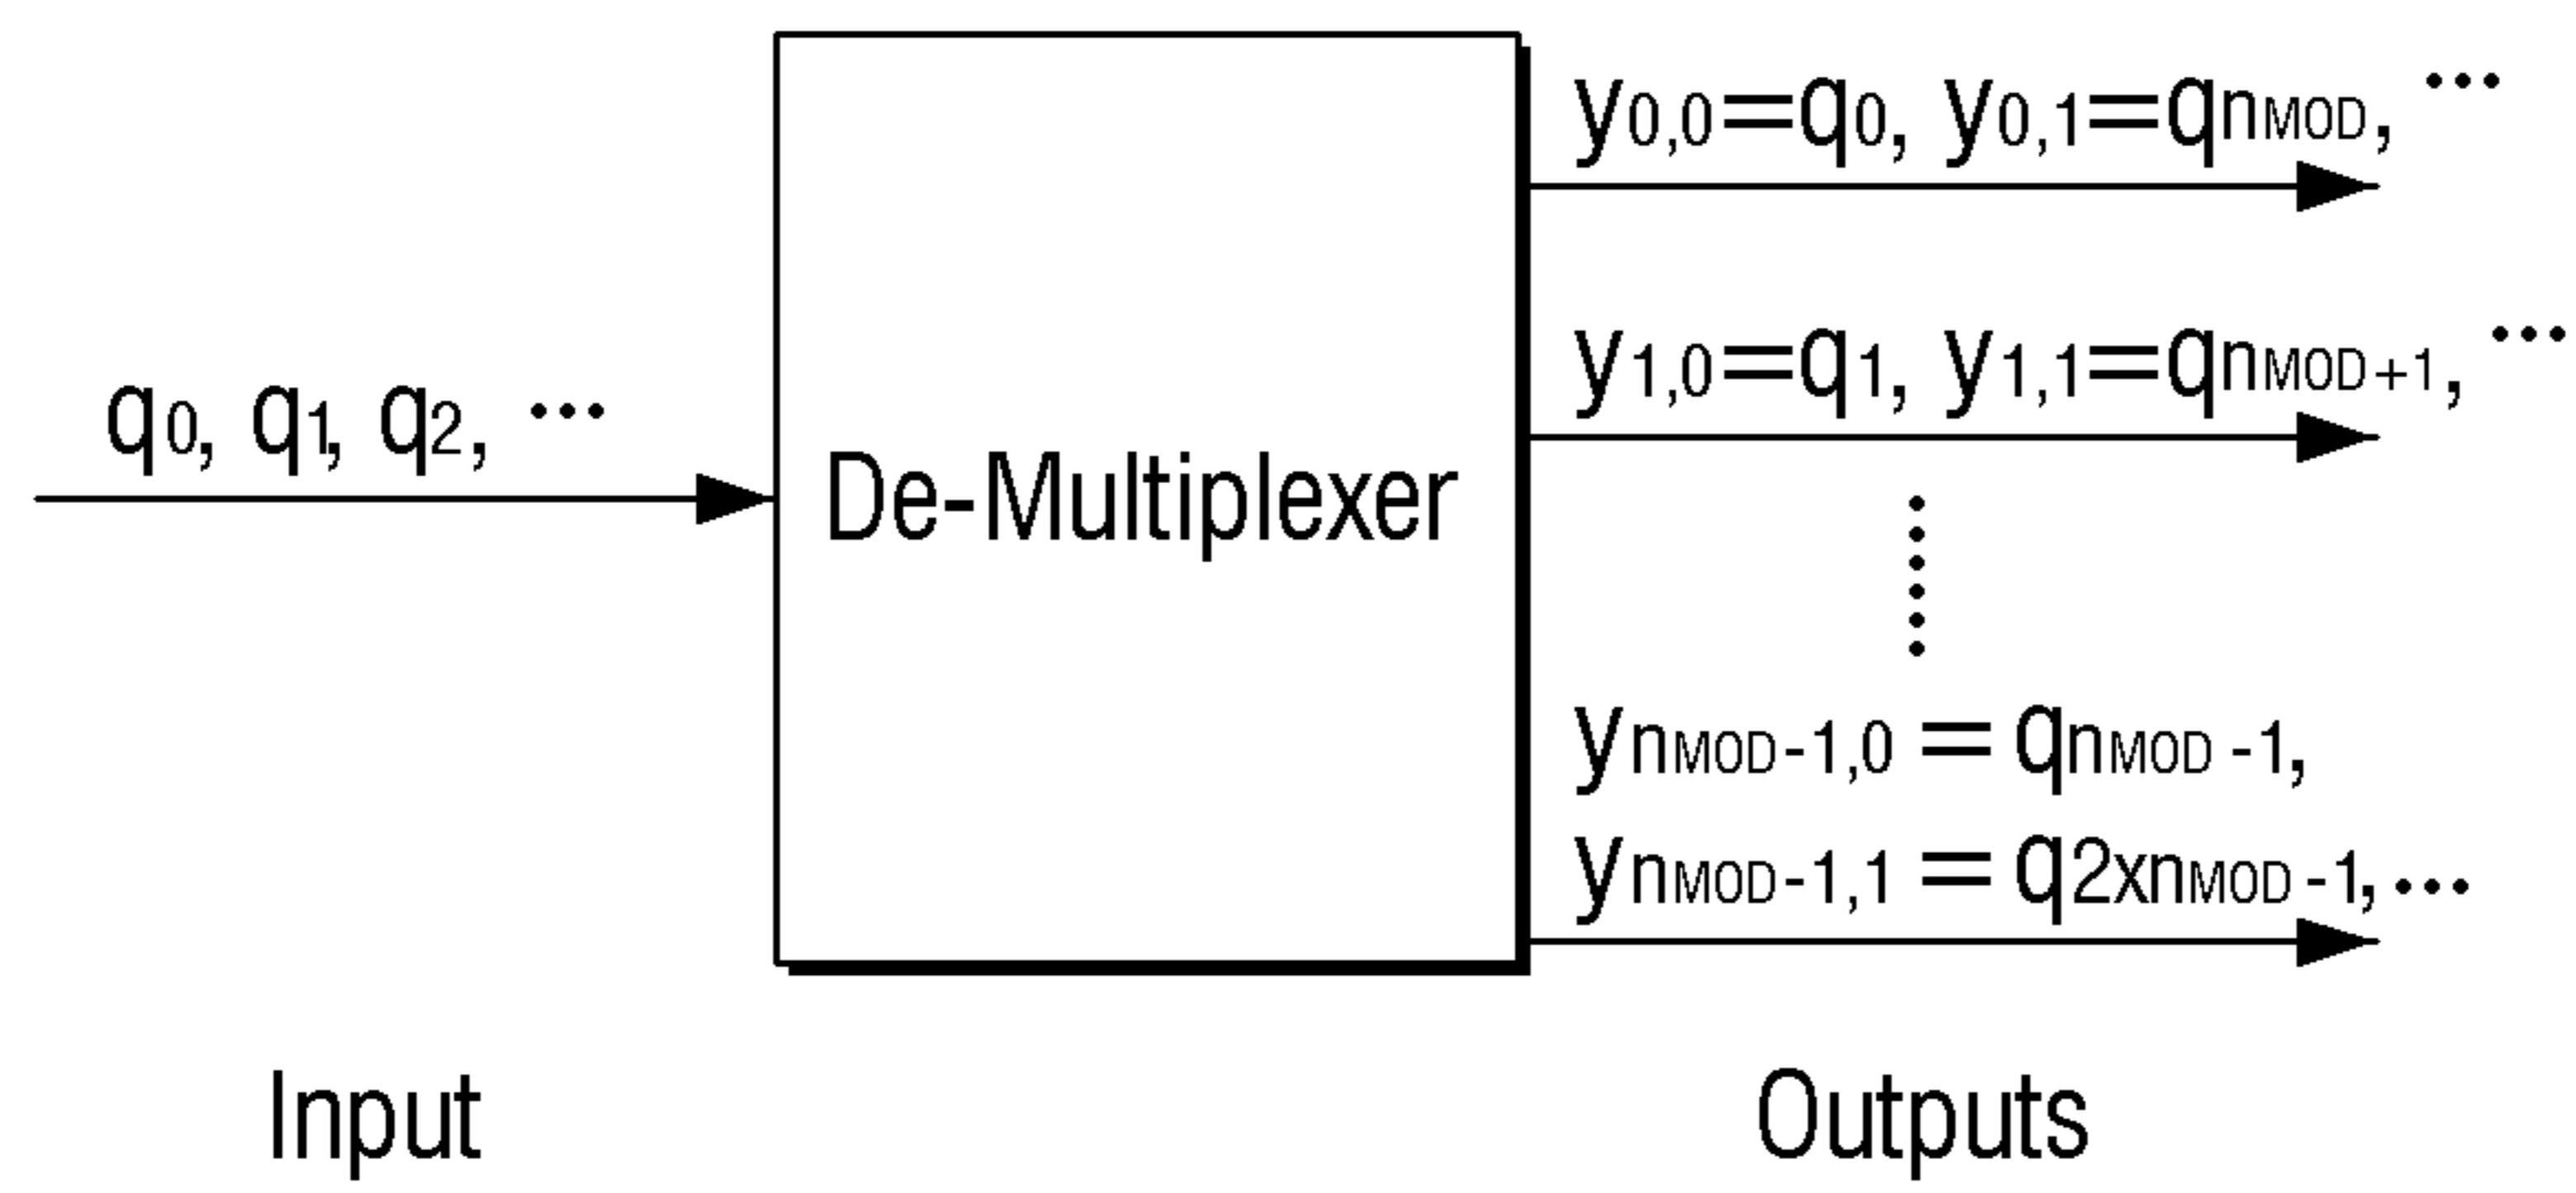 y0,0=q0, y0,1=qnMOD, ...
y1,0=q1, y1,1=qnMOD+1, ...
q0, q1, q2, ...
De-Multiplexer
ynMOD-1,0 = qnMOD -1,
ynMOD-1,1 = q2xnMOD -1, ...
Input
Outputs